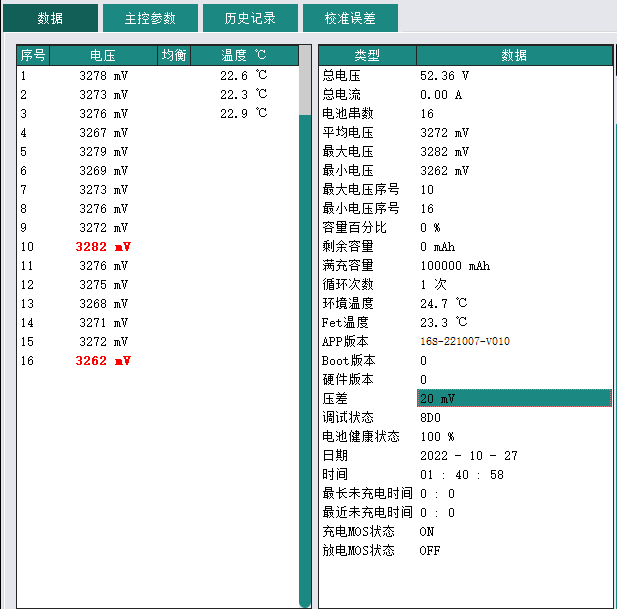 数据 主控参数 历史记录 校准误差
序号 电压 均衡 温度 ℃
1 3278 mV 22.6 ℃
2 3273 mV 22.3 ℃
3 3276 mV 22.9 ℃
4 3267 mV
5 3279 mV
6 3269 mV
7 3273 mV
8 3276 mV
9 3272 mV
10 3282 mV
11 3276 mV
12 3275 mV
13 3268 mV
14 3271 mV
15 3272 mV
16 3262 mV
类型 数据
总电压 52.36 V
总电流 0.00 A
电池串数 16
平均电压 3272 mV
最大电压 3282 mV
最小电压 3262 mV
最大电压序号 10
最小电压序号 16
容量百分比 0 %
剩余容量 0 mAh
满充容量 100000 mAh
循环次数 1 次
环境温度 24.7 ℃
Fet温度 23.3 ℃
APP版本 16S-221007-V010
Boot版本 0
硬件版本 0
压差 20 mV
调试状态 8D0
电池健康状态 100 %
日期 2022 - 10 - 27
时间 01 : 40 : 58
最长未充电时间 0 : 0
最近未充电时间 0 : 0
充电MOS状态 ON
放电MOS状态 OFF